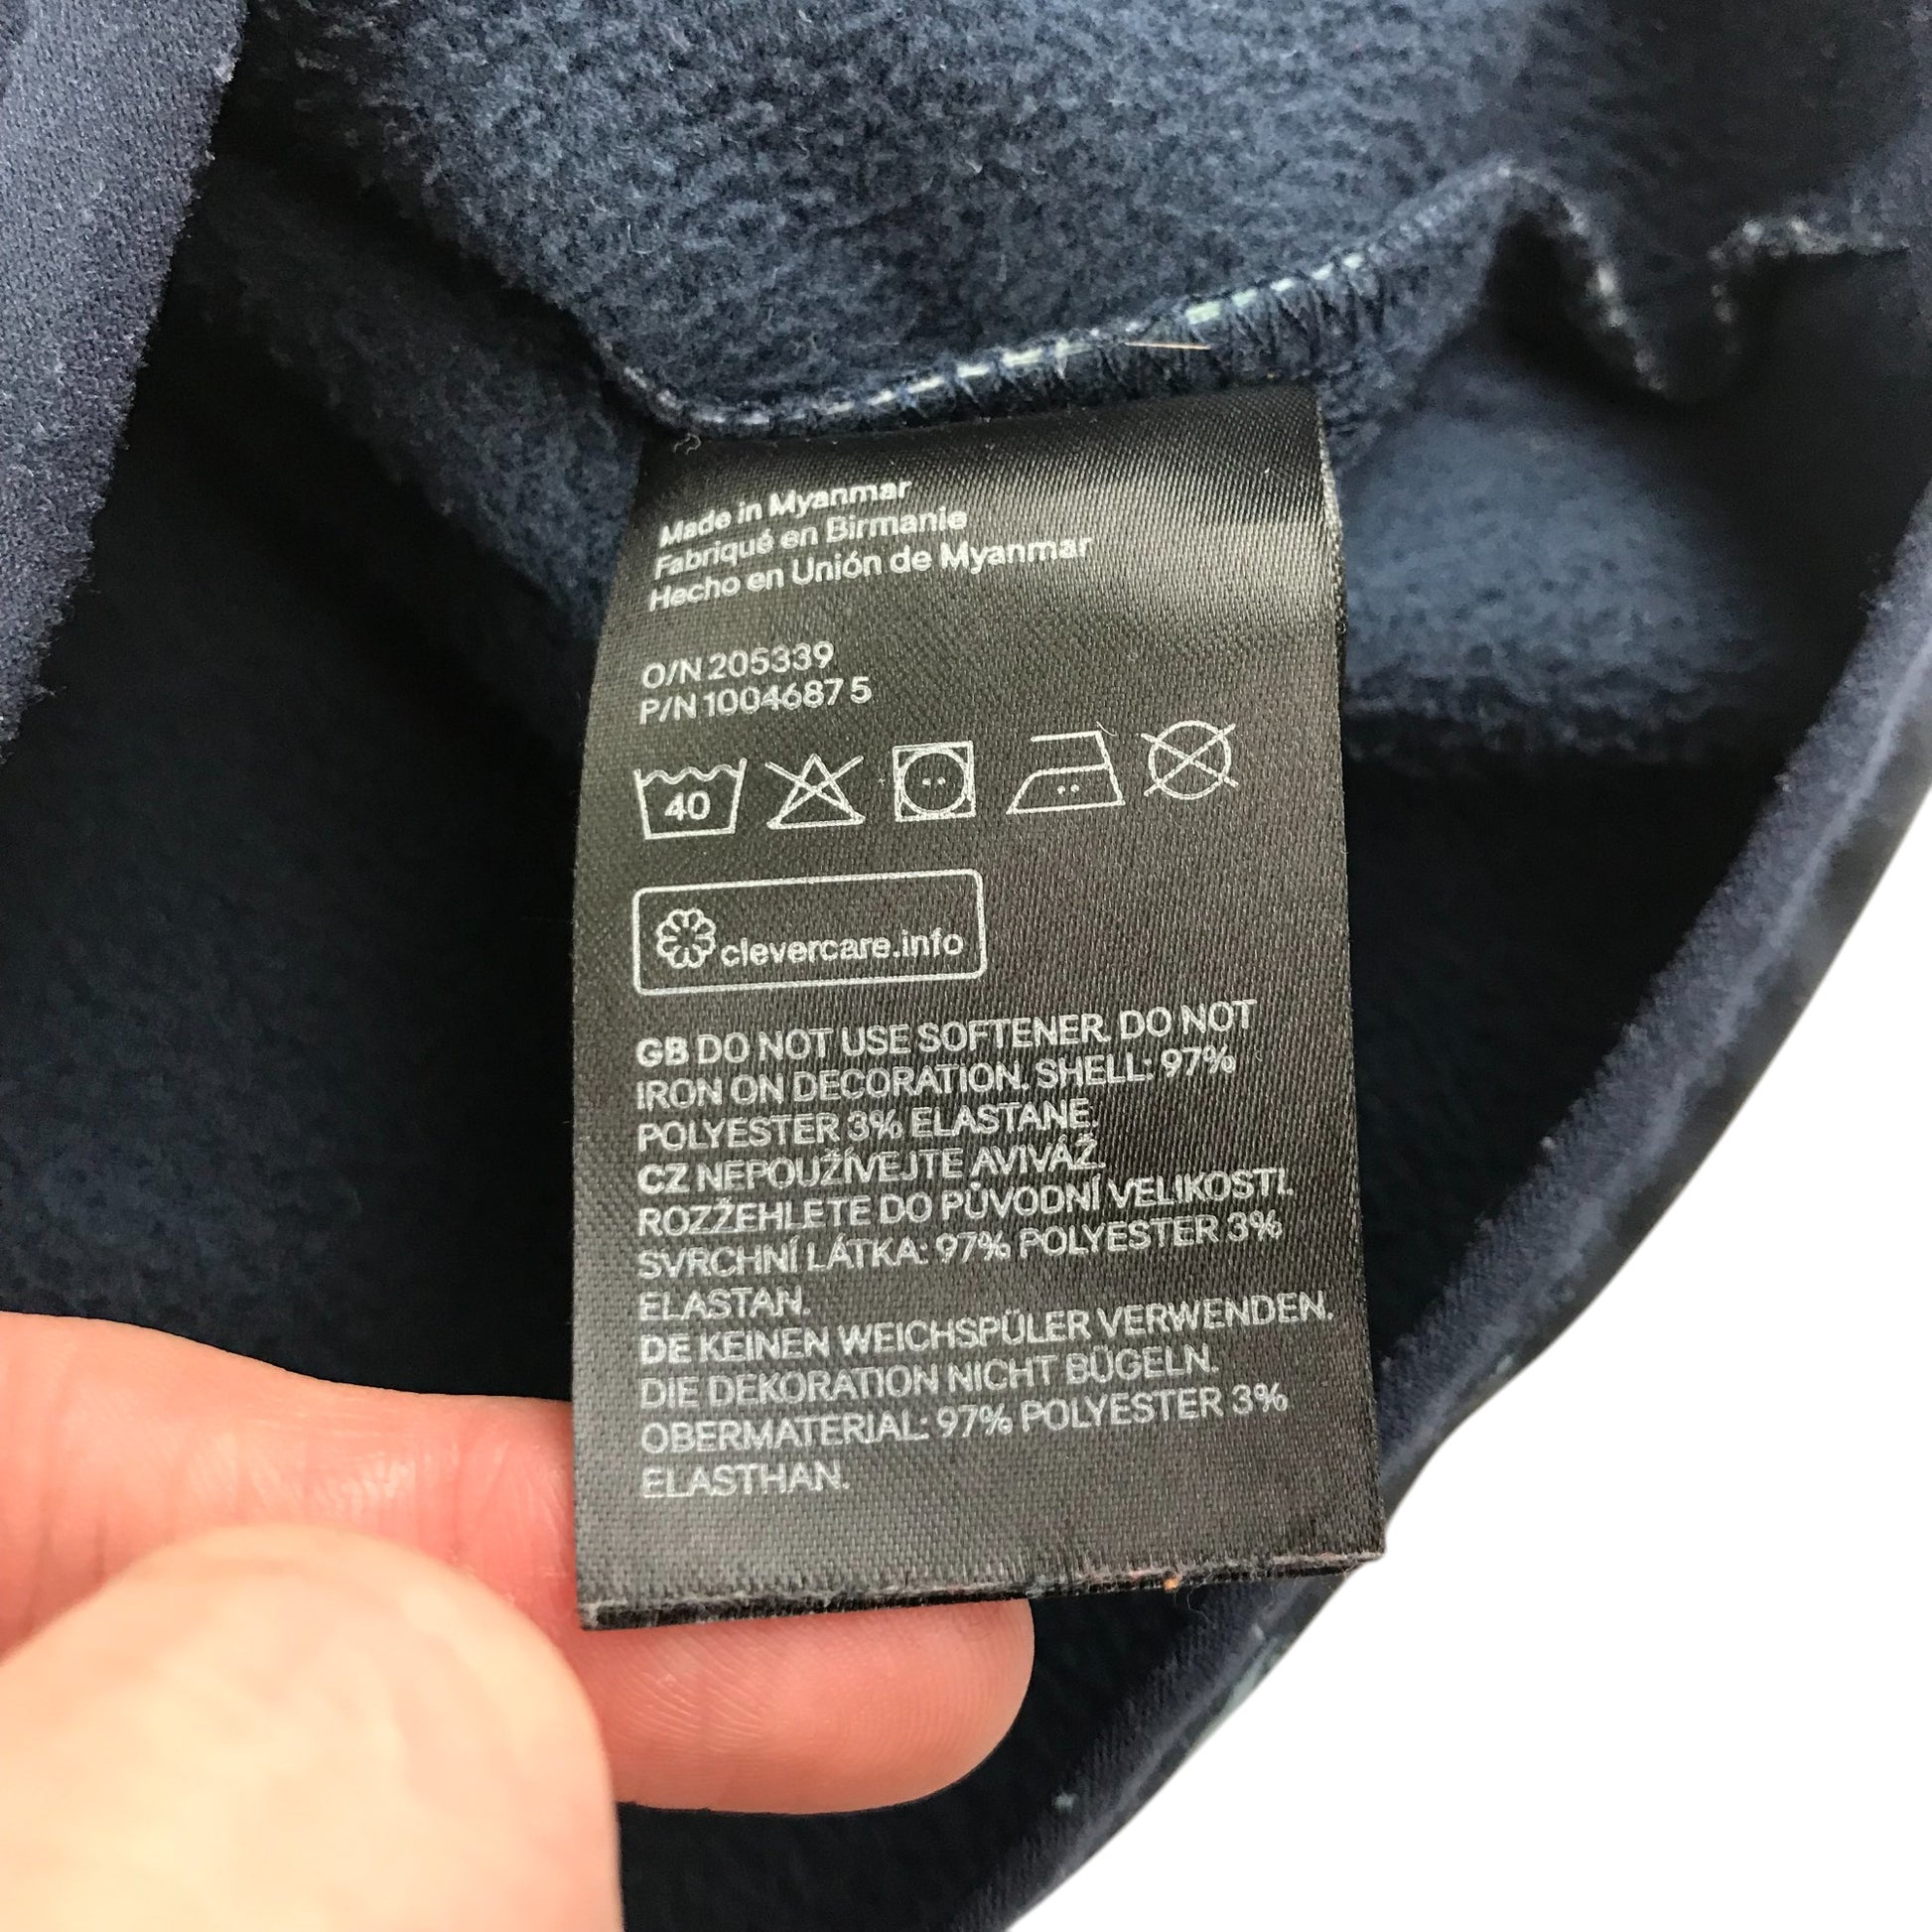 Made in Myanmar
Fabriqué en Birmanie
Hecho en Unión de Myanmar
O/N 205339
P/N 10046875
40
clevercare.info
GB DO NOT USE SOFTENER. DO NOT
IRON ON DECORATION. SHELL: 97%
POLYESTER 3% ELASTANE.
CZ NEPOUŽÍVEJTE AVIVÁŽ.
ROZŽEHLETE DO PŮVODNÍ VELIKOSTI.
SVRCHNÍ LÁTKA: 97% POLYESTER 3%
ELASTAN.
DE KEINEN WEICHSPÜLER VERWENDEN.
DIE DEKORATION NICHT BÜGELN.
OBERMATERIAL: 97% POLYESTER 3%
ELASTHAN.